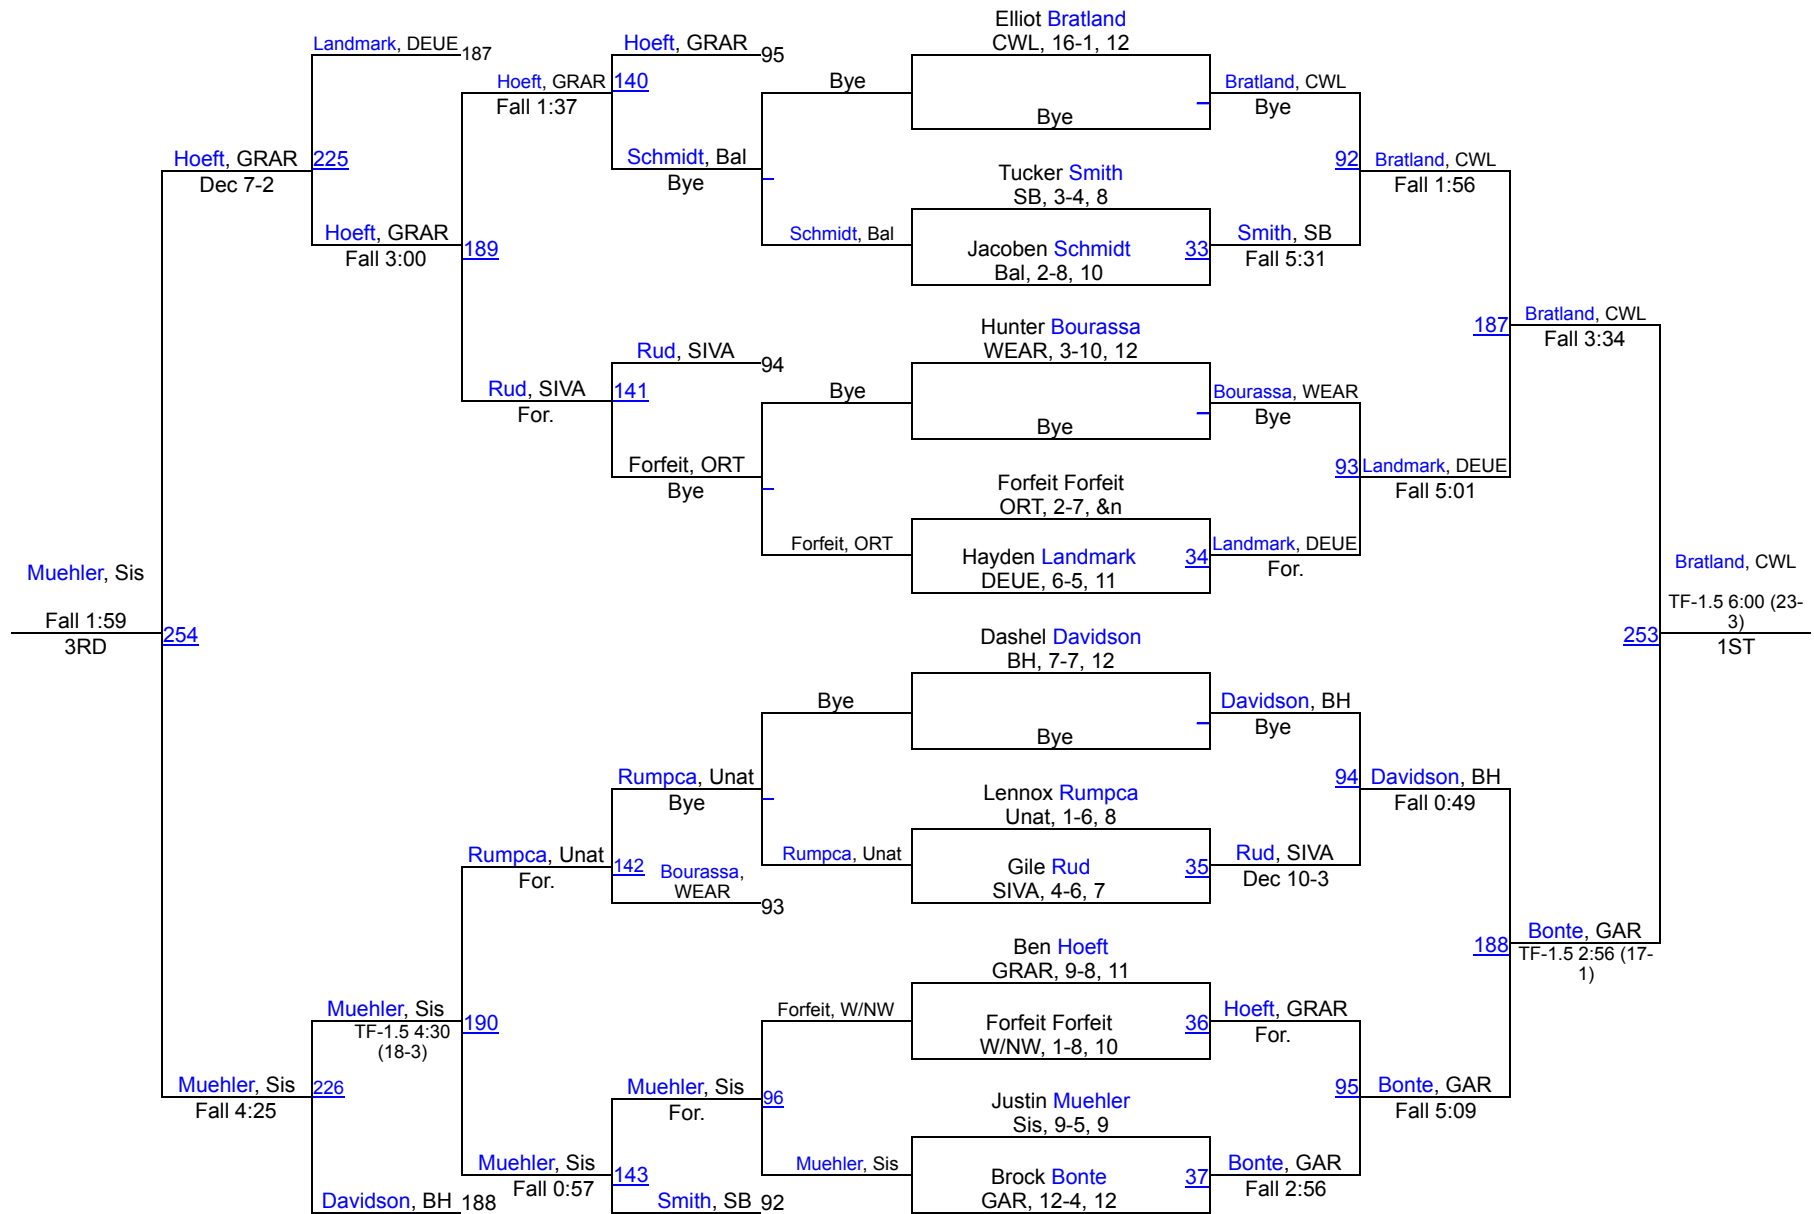 Elliot Bratland
CWL, 16-1, 12
Landmark, DEUE 187
Hoeft, GRAR 95
Hoeft, GRAR 140
Fall 1:37
Bye
Bratland, CWL
Bye
Bye
Hoeft, GRAR 225
Dec 7-2
Schmidt, Bal
Bye
Tucker Smith
SB, 3-4, 8
92 Bratland, CWL
Fall 1:56
Hoeft, GRAR 189
Fall 3:00
Schmidt, Bal
Jacoben Schmidt 33
Bal, 2-8, 10
Smith, SB
Fall 5:31
Hunter Bourassa
WEAR, 3-10, 12
187 Bratland, CWL
Fall 3:34
Rud, SIVA 94
Rud, SIVA 141
For.
Bye
Bourassa, WEAR
Bye
Bye
Forfeit, ORT
Bye
Forfeit Forfeit
ORT, 2-7, &n
93 Landmark, DEUE
Fall 5:01
Forfeit, ORT
Hayden Landmark 34
DEUE, 6-5, 11
Landmark, DEUE
For.
Muehler, Sis
Fall 1:59
3RD
254
Bratland, CWL
TF-1.5 6:00 (23-
3)
253
1ST
Dashel Davidson
BH, 7-7, 12
Bye
Davidson, BH
Bye
Bye
Rumpca, Unat
Bye
Lennox Rumpca
Unat, 1-6, 8
94 Davidson, BH
Fall 0:49
Rumpca, Unat 142
For.
Bourassa,
WEAR 93
Rumpca, Unat
Gile Rud 35
SIVA, 4-6, 7
Rud, SIVA
Dec 10-3
Ben Hoeft
GRAR, 9-8, 11
188 Bonte, GAR
TF-1.5 2:56 (17-
1)
Muehler, Sis 190
TF-1.5 4:30
(18-3)
Forfeit, W/NW
Forfeit Forfeit 36
W/NW, 1-8, 10
Hoeft, GRAR
For.
Muehler, Sis 226
Fall 4:25
Muehler, Sis 96
For.
Justin Muehler
Sis, 9-5, 9
95 Bonte, GAR
Fall 5:09
Muehler, Sis 143
Fall 0:57
Muehler, Sis
Brock Bonte 37
GAR, 12-4, 12
Bonte, GAR
Fall 2:56
Davidson, BH 188
Smith, SB 92